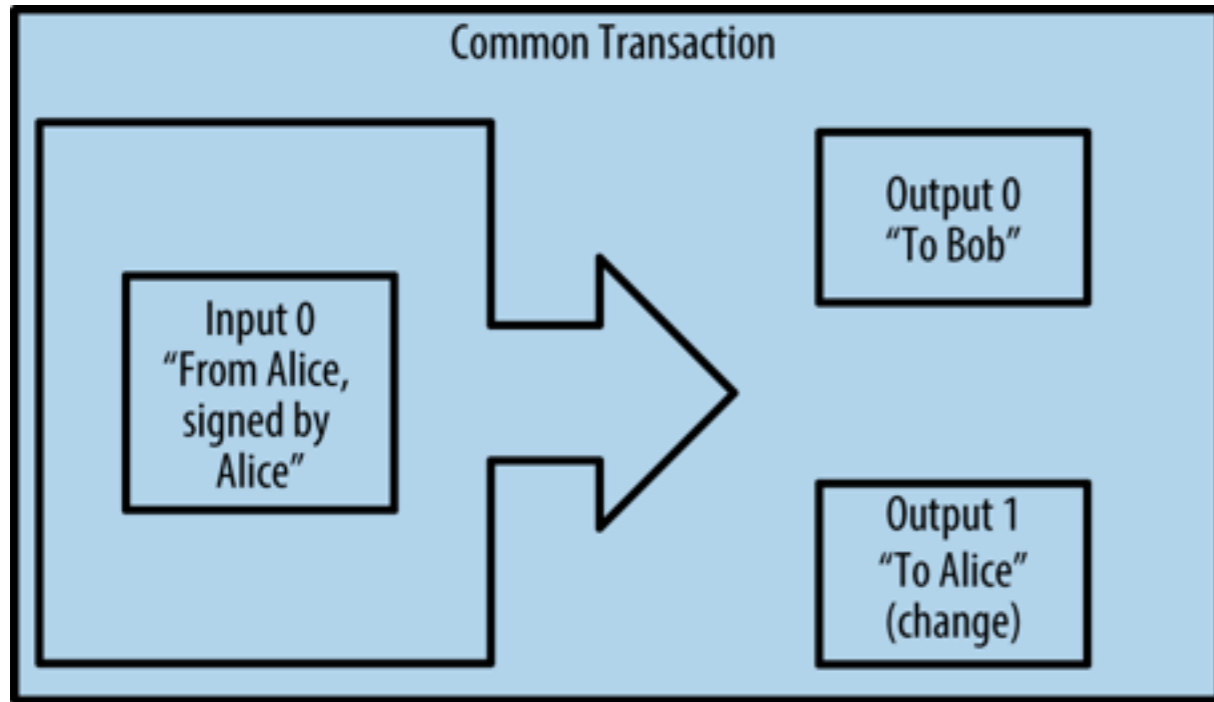 Common Transaction
Input 0
“From Alice,
signed by
Alice”
Output 0
“To Bob”
Output 1
“To Alice”
(change)